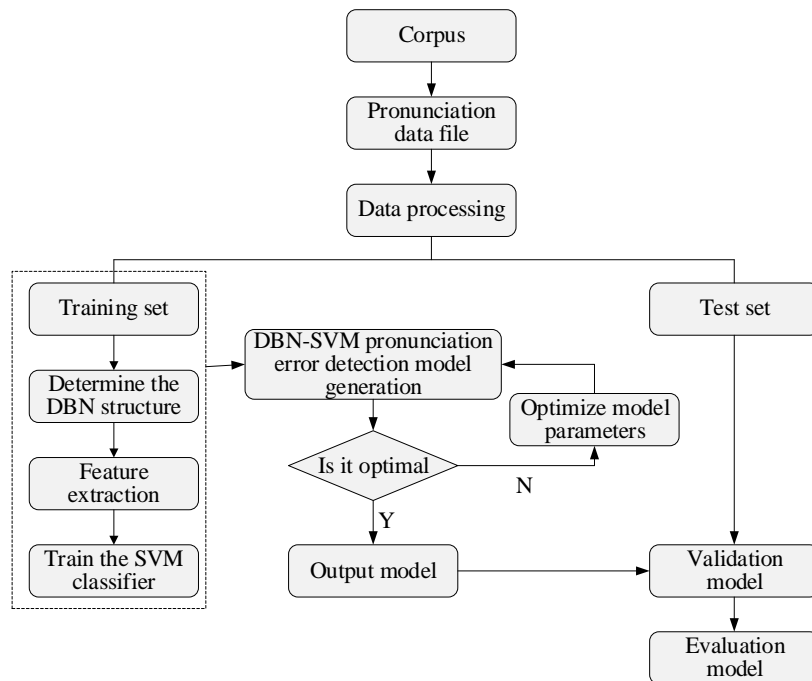 Corpus
Pronunciation
data file
Data processing
Training set
Test set
DBN-SVM pronunciation
error detection model
generation
Determine the
DBN structure
Optimize model
parameters
Is it optimal
N
Feature
extraction
Y
Train the SVM
classifier
Output model
Validation
model
Evaluation
model